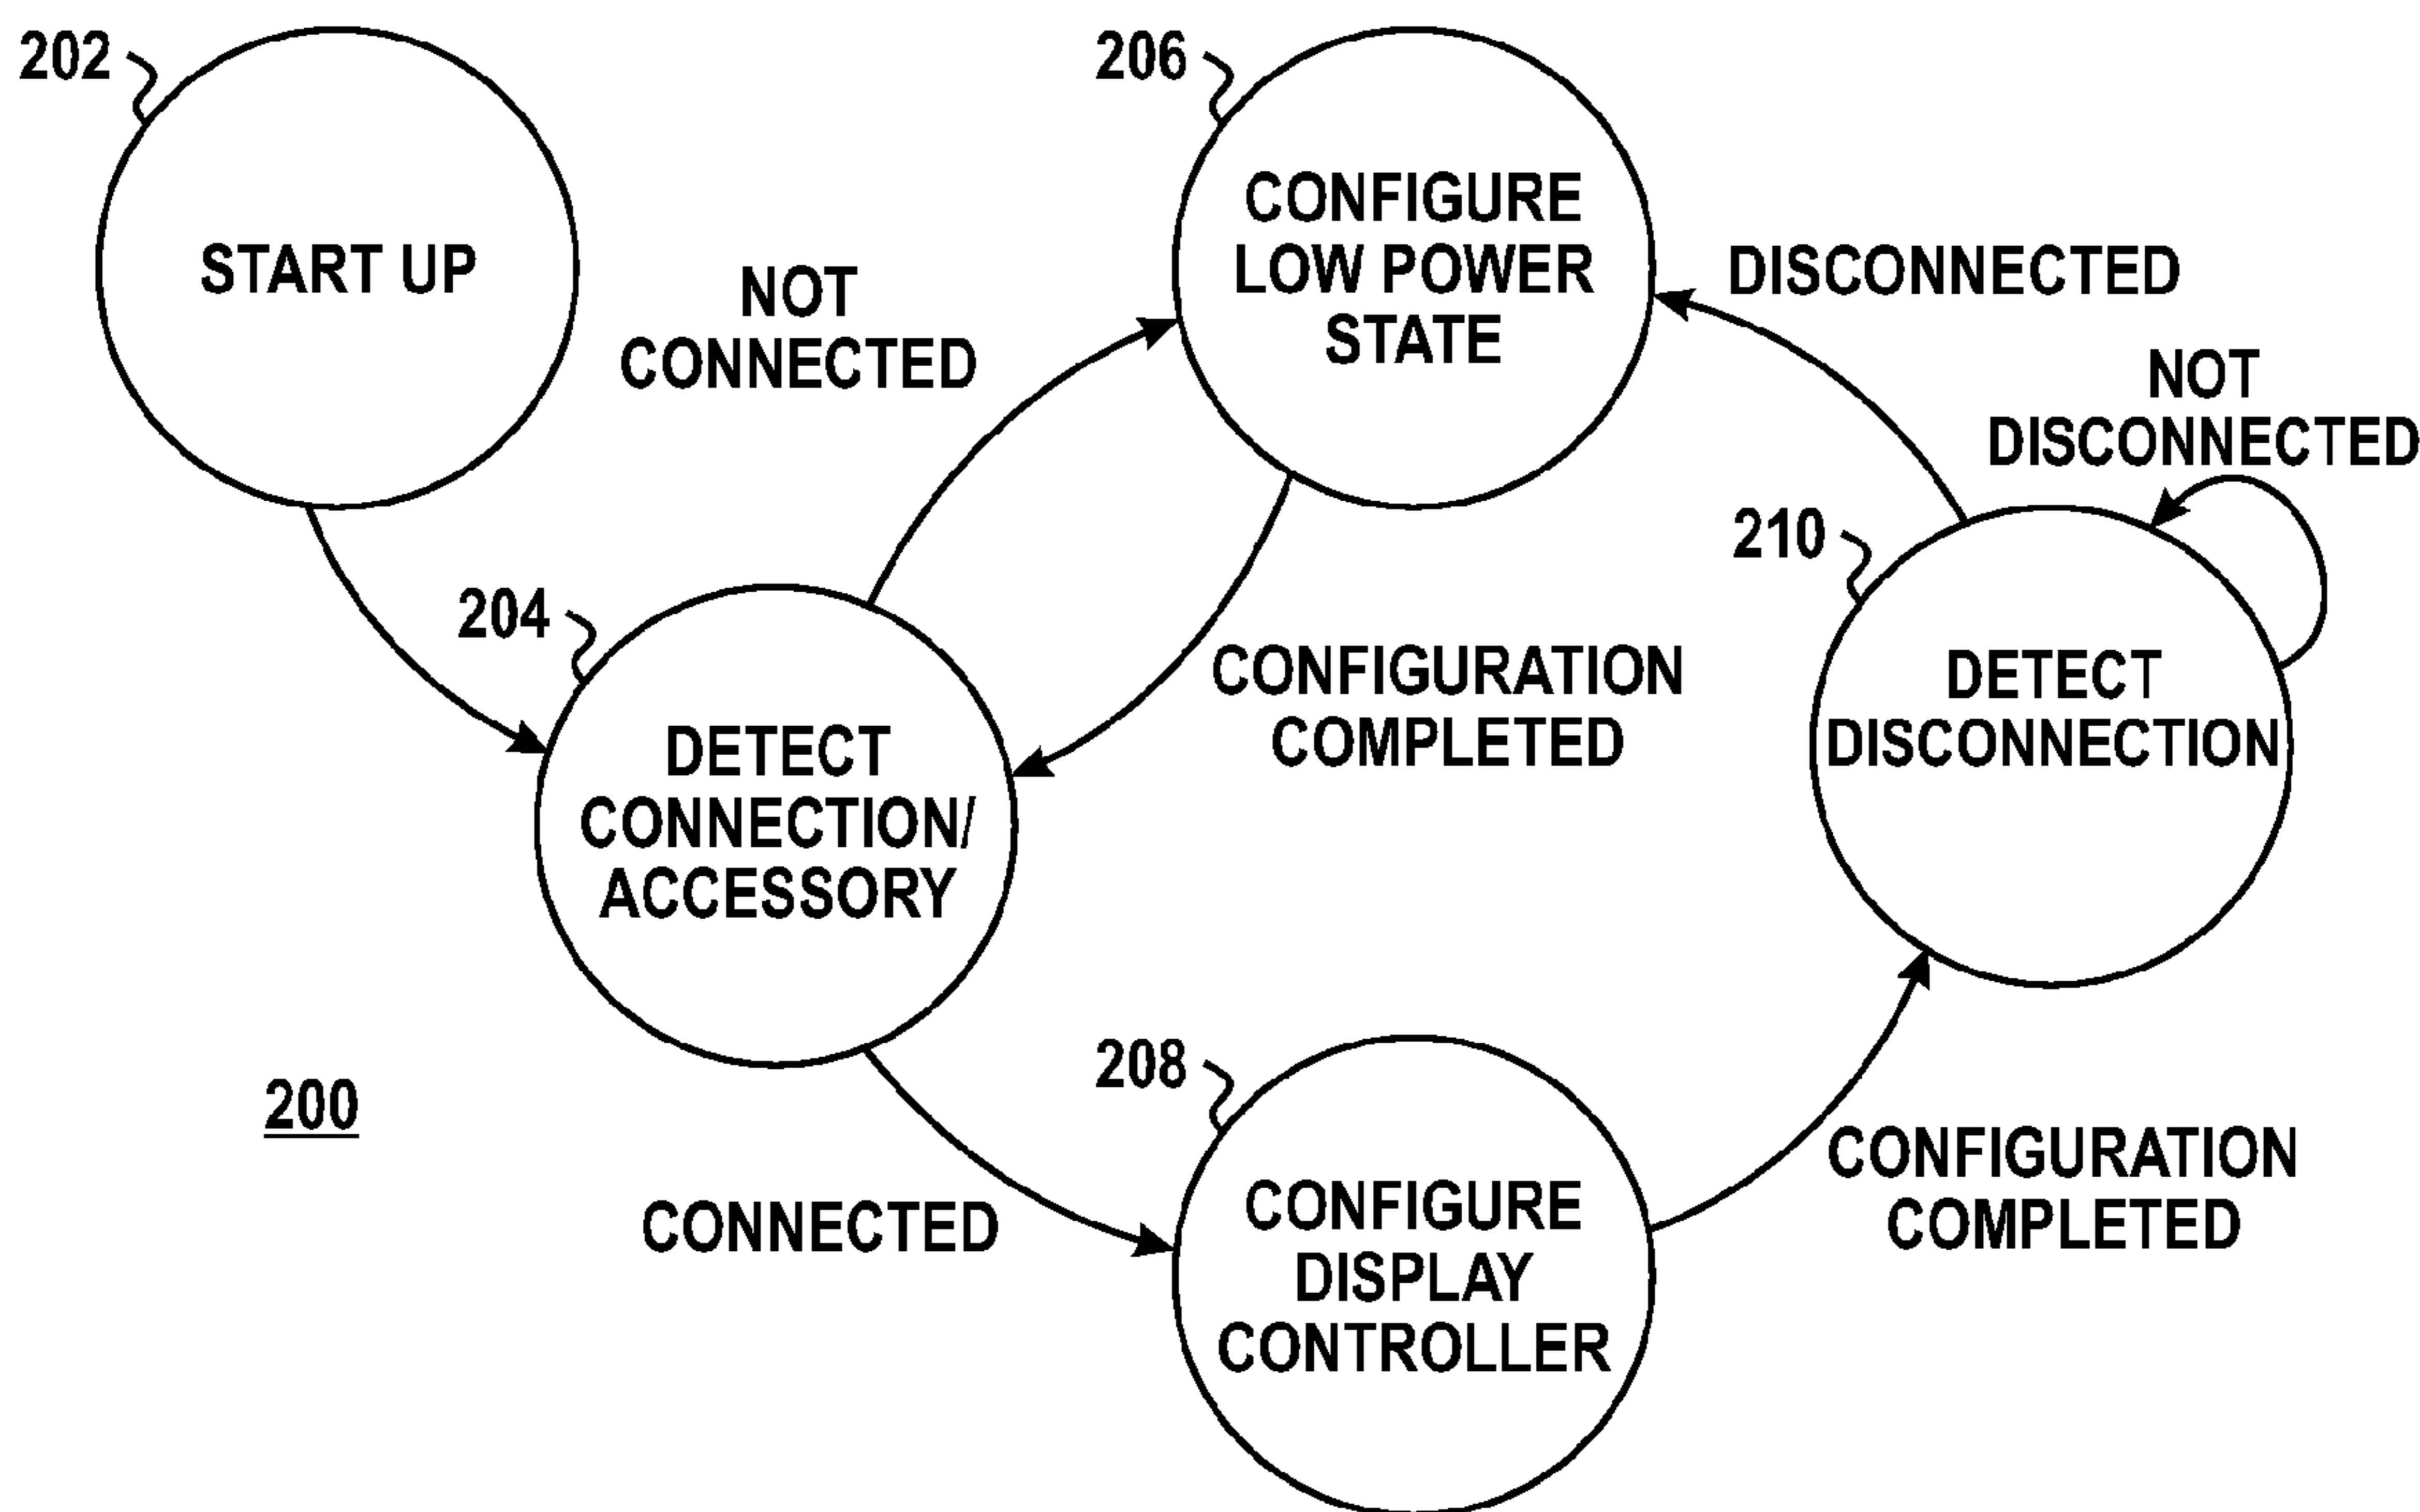 202
START UP
206
CONFIGURE
LOW POWER
STATE
NOT
CONNECTED
DISCONNECTED
NOT
DISCONNECTED
204
DETECT
CONNECTION/
ACCESSORY
CONFIGURATION
COMPLETED
210
DETECT
DISCONNECTION
200
CONNECTED
208
CONFIGURE
DISPLAY
CONTROLLER
CONFIGURATION
COMPLETED